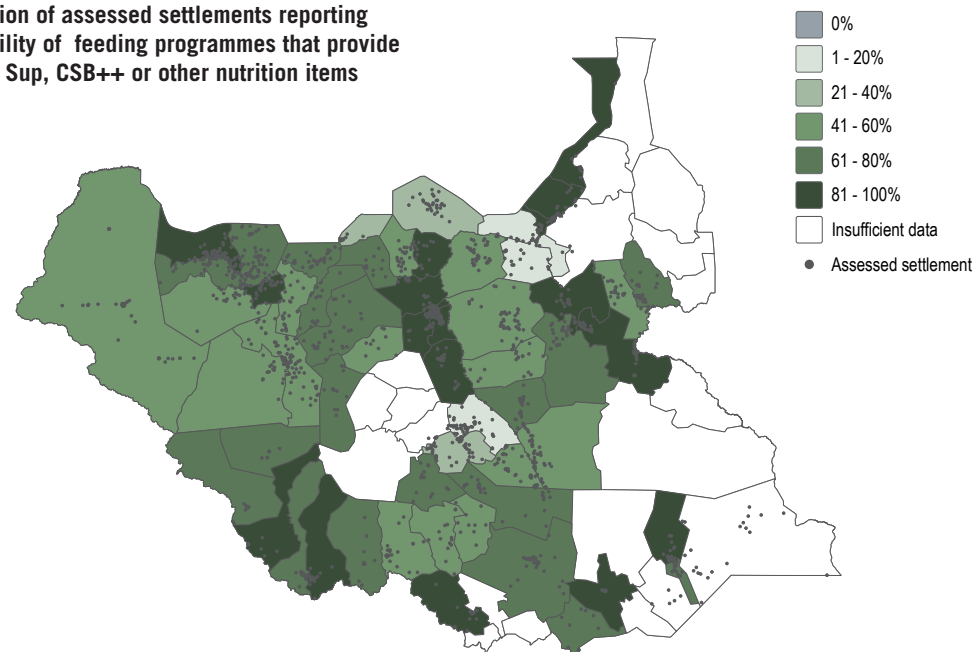 ion of assessed settlements reporting
ility of feeding programmes that provide
Sup, CSB++ or other nutrition items
0%
1 - 20%
21 - 40%
41 - 60%
61 - 80%
81 - 100%
Insufficient data
Assessed settlement